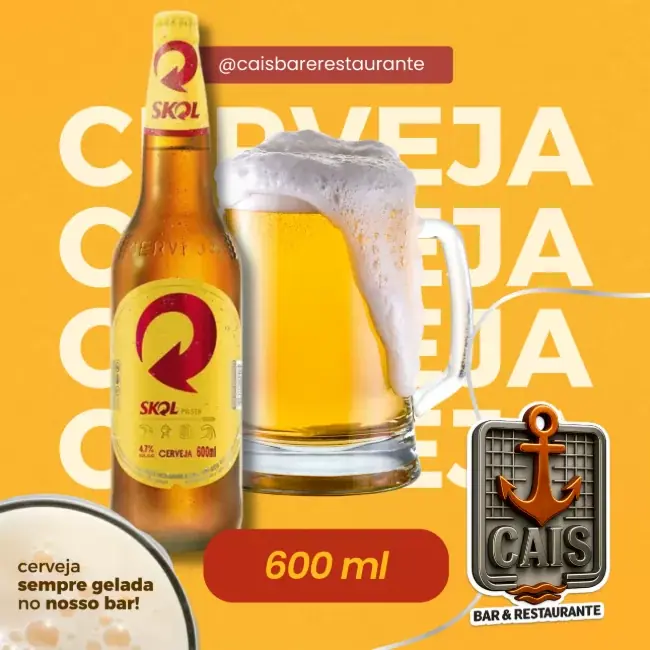 @caisbarerestaurante
CERVEJA
CERVEJA
SKOL
CERVEJA
SKOL PILSEN
4,7% CERVEJA 600ml
600 ml
cerveja
sempre gelada
no nosso bar!
CAIS
BAR & RESTAURANTE